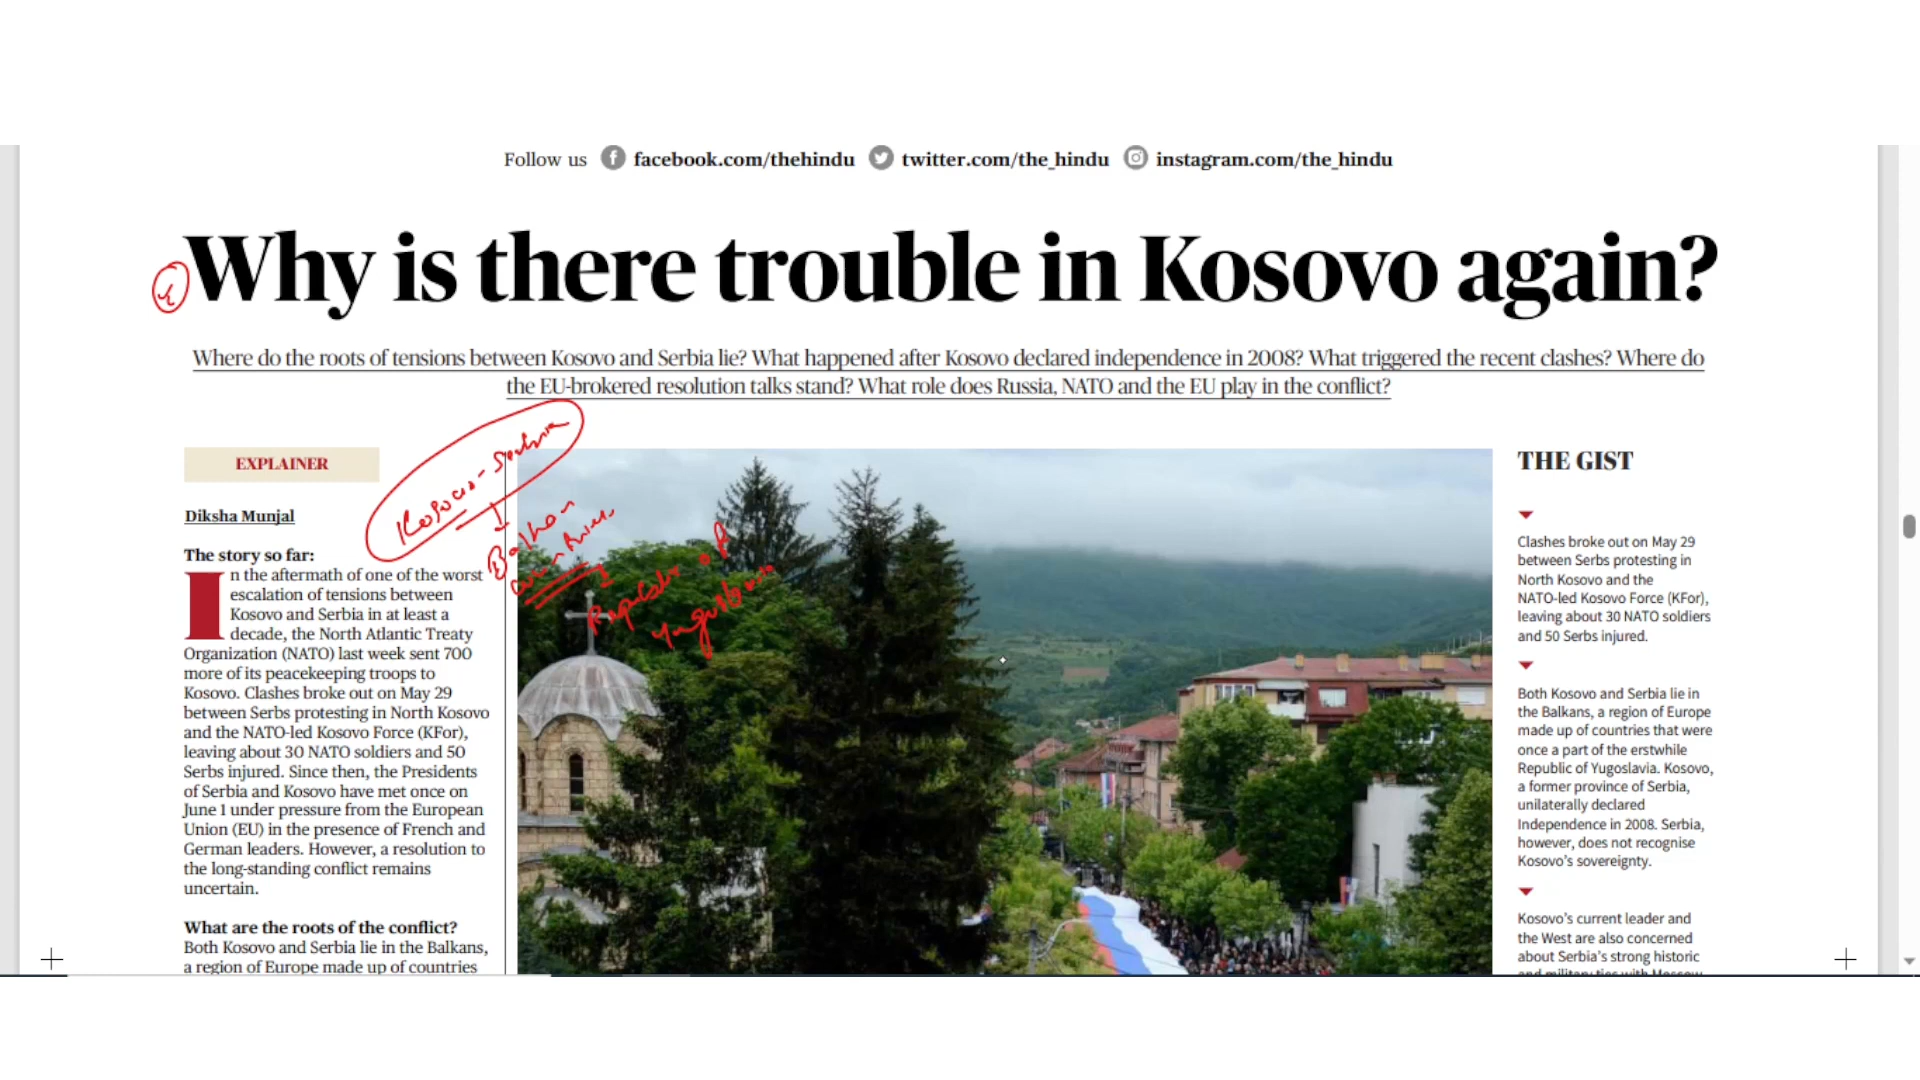 Follow us facebook.com/thehindu twitter.com/the_hindu instagram.com/the_hindu
Why is there trouble in Kosovo again?
Where do the roots of tensions between Kosovo and Serbia lie? What happened after Kosovo declared independence in 2008? What triggered the recent clashes? Where do
the EU-brokered resolution talks stand? What role does Russia, NATO and the EU play in the conflict?
EXPLAINER
Diksha Munjal
The story so far:
In the aftermath of one of the worst
escalation of tensions between
Kosovo and Serbia in at least a
decade, the North Atlantic Treaty
Organization (NATO) last week sent 700
more of its peacekeeping troops to
Kosovo. Clashes broke out on May 29
between Serbs protesting in North Kosovo
and the NATO-led Kosovo Force (KFor),
leaving about 30 NATO soldiers and 50
Serbs injured. Since then, the Presidents
of Serbia and Kosovo have met once on
June 1 under pressure from the European
Union (EU) in the presence of French and
German leaders. However, a resolution to
the long-standing conflict remains
uncertain.
What are the roots of the conflict?
Both Kosovo and Serbia lie in the Balkans,
a region of Europe made up of countries
Kosovo - Serbia
Balkan
Republic of
Yugoslavia
THE GIST
Clashes broke out on May 29
between Serbs protesting in
North Kosovo and the
NATO-led Kosovo Force (KFor),
leaving about 30 NATO soldiers
and 50 Serbs injured.
Both Kosovo and Serbia lie in
the Balkans, a region of Europe
made up of countries that were
once a part of the erstwhile
Republic of Yugoslavia. Kosovo,
a former province of Serbia,
unilaterally declared
Independence in 2008. Serbia,
however, does not recognise
Kosovo's sovereignty.
Kosovo's current leader and
the West are also concerned
about Serbia's strong historic
and military ties with Moscow